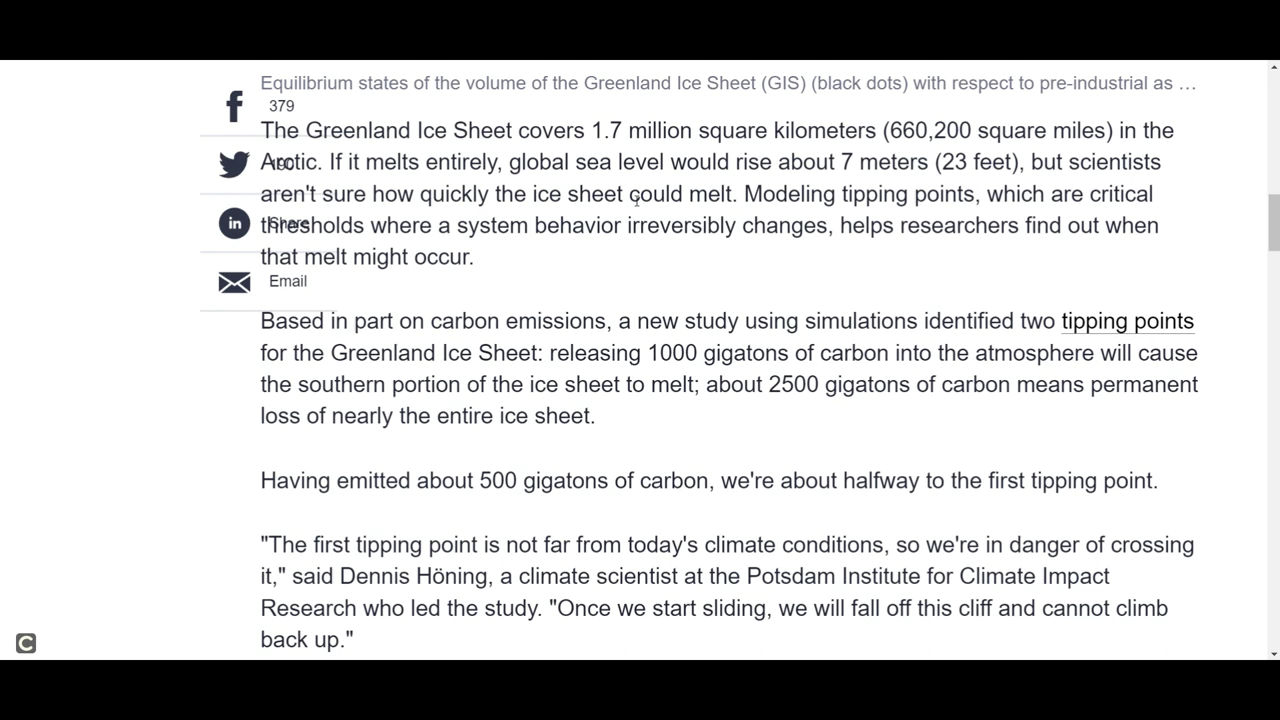 Equilibrium states of the volume of the Greenland Ice Sheet (GIS) (black dots) with respect to pre-industrial as ...
379
The Greenland Ice Sheet covers 1.7 million square kilometers (660,200 square miles) in the
Arctic. If it melts entirely, global sea level would rise about 7 meters (23 feet), but scientists
aren't sure how quickly the ice sheet could melt. Modeling tipping points, which are critical
Share
thresholds where a system behavior irreversibly changes, helps researchers find out when
that melt might occur.
Email
Based in part on carbon emissions, a new study using simulations identified two tipping points
for the Greenland Ice Sheet: releasing 1000 gigatons of carbon into the atmosphere will cause
the southern portion of the ice sheet to melt; about 2500 gigatons of carbon means permanent
loss of nearly the entire ice sheet.
Having emitted about 500 gigatons of carbon, we're about halfway to the first tipping point.
"The first tipping point is not far from today's climate conditions, so we're in danger of crossing
it," said Dennis Höning, a climate scientist at the Potsdam Institute for Climate Impact
Research who led the study. "Once we start sliding, we will fall off this cliff and cannot climb
back up."
C